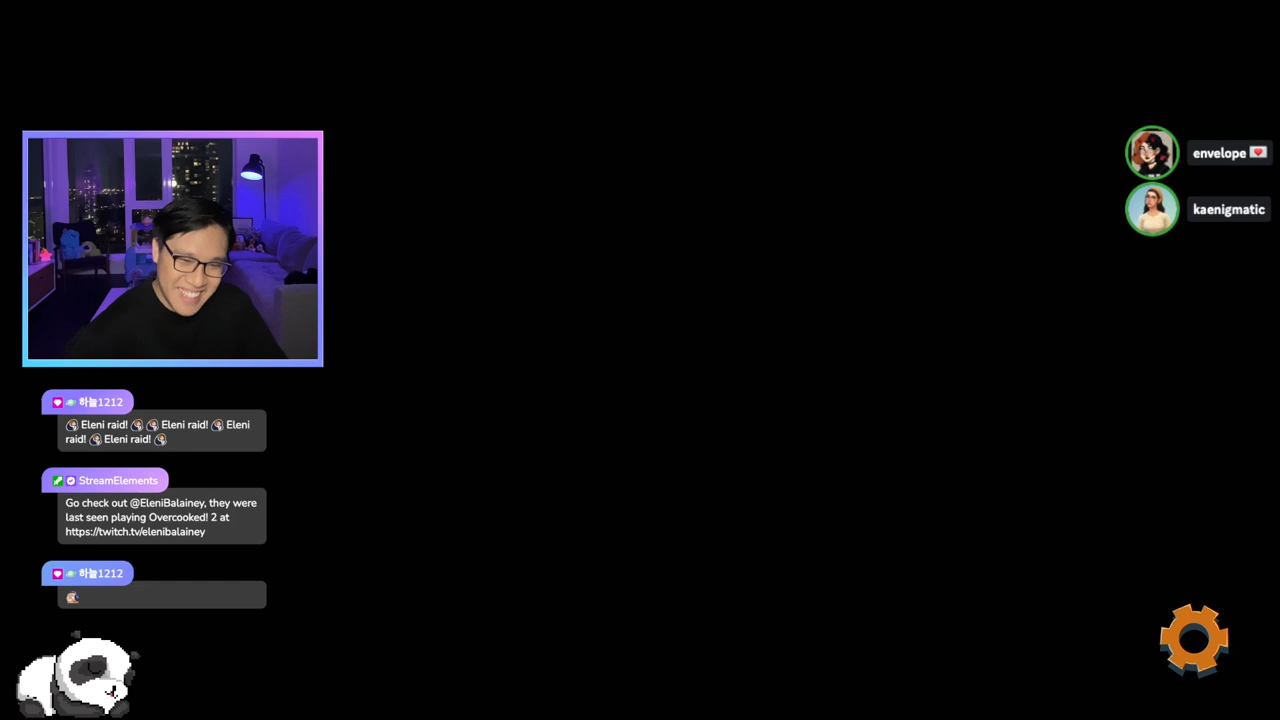 envelope
kaenigmatic
하늘1212
Eleni raid! Eleni raid! Eleni
raid! Eleni raid!
StreamElements
Go check out @EleniBalainey, they were
last seen playing Overcooked! 2 at
https://twitch.tv/elenibalainey
하늘1212